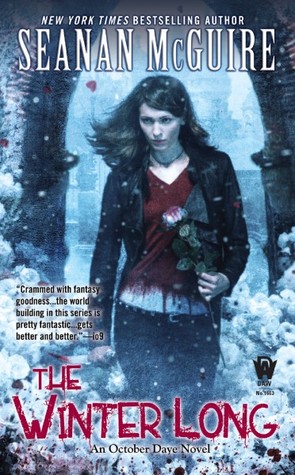 NEW YORK TIMES BESTSELLING AUTHOR
SEANAN McGUIRE
"Crammed with fantasy
goodness...the world
building in this series is
pretty fantastic...gets
better and better."—io9
DAW
THE
WINTER LONG
An October Daye Novel